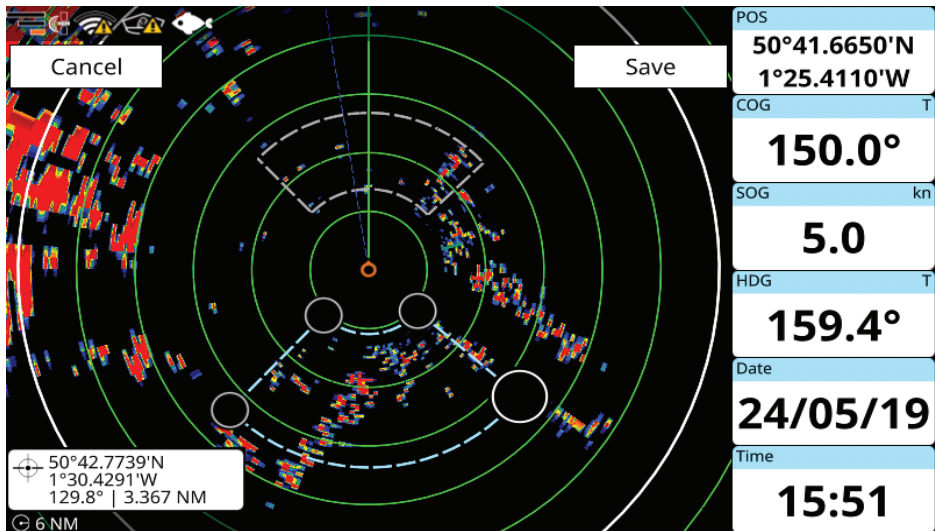 Cancel
Save
POS
50°41.6650'N
1°25.4110'W
COG T
150.0°
SOG kn
5.0
HDG T
159.4°
Date
24/05/19
Time
15:51
50°42.7739'N
1°30.4291'W
129.8° | 3.367 NM
6 NM